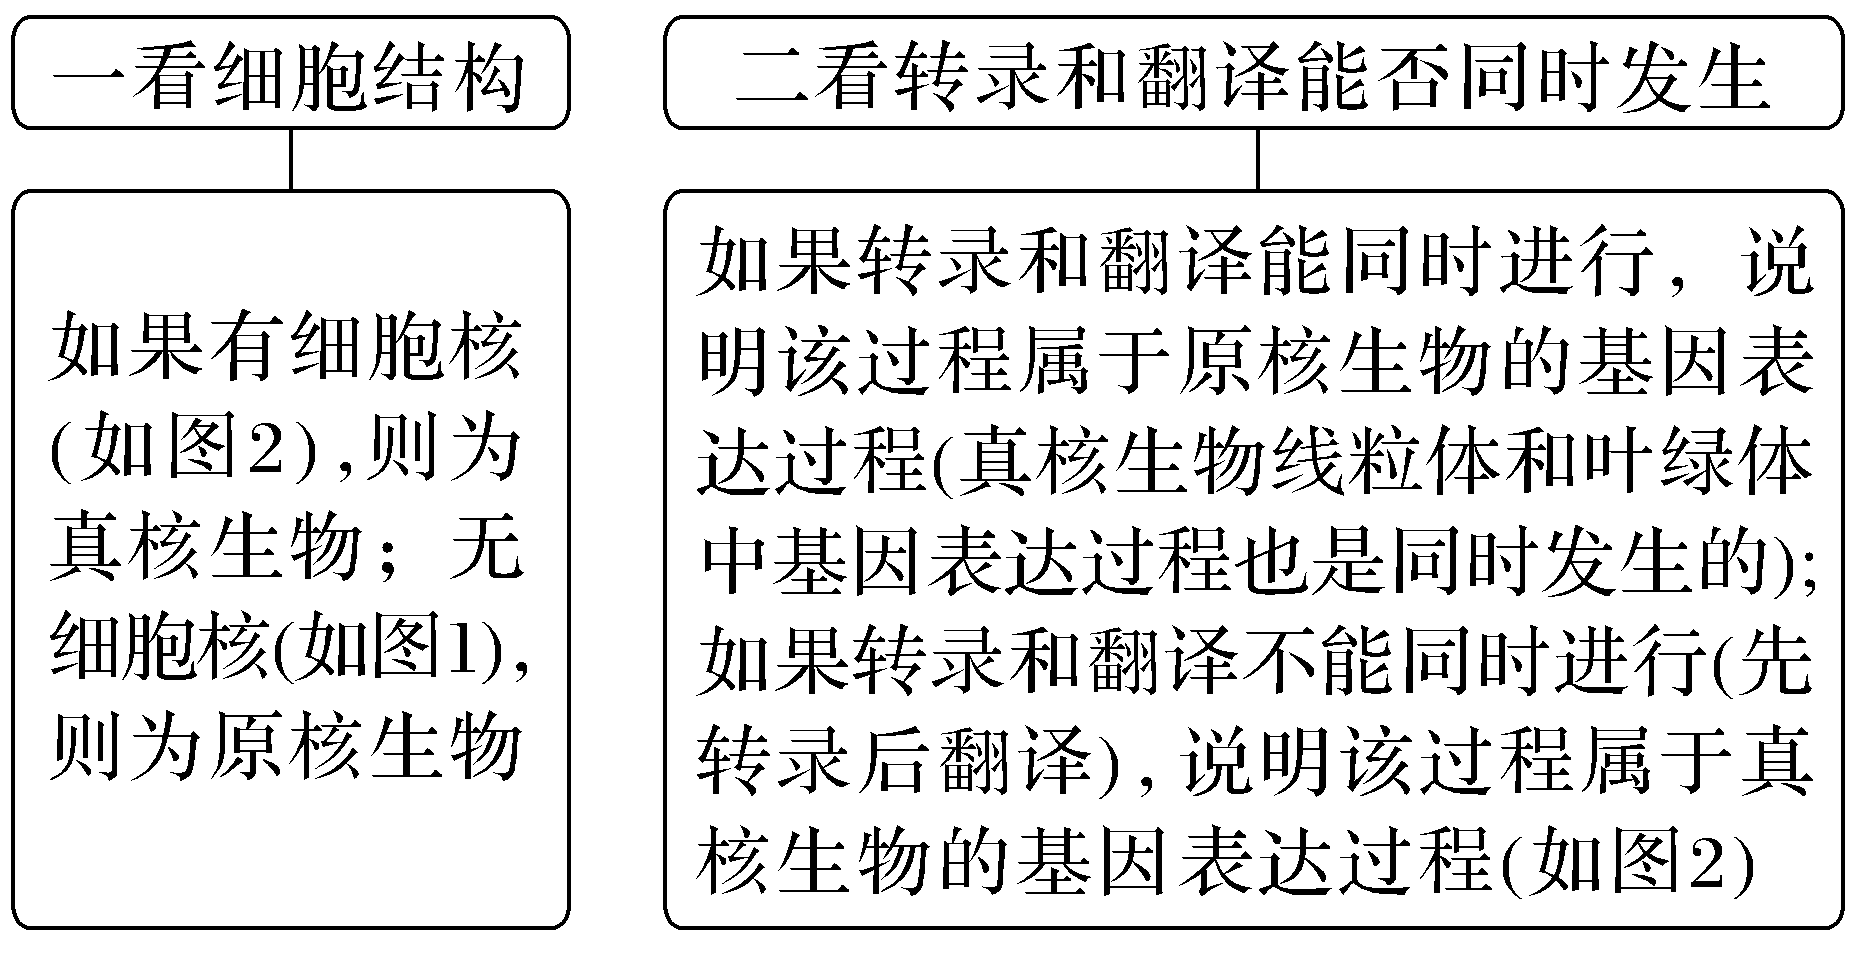 一看细胞结构
如果有细胞核
(如图2),则为
真核生物；无
细胞核(如图1),
则为原核生物
二看转录和翻译能否同时发生
如果转录和翻译能同时进行，说
明该过程属于原核生物的基因表
达过程(真核生物线粒体和叶绿体
中基因表达过程也是同时发生的);
如果转录和翻译不能同时进行(先
转录后翻译),说明该过程属于真
核生物的基因表达过程(如图2)